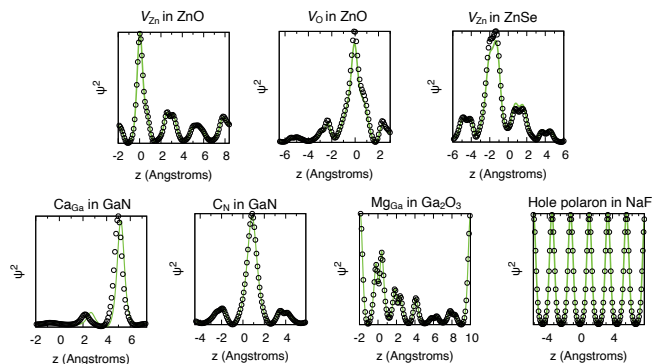 V_Zn in ZnO
V_O in ZnO
V_Zn in ZnSe
ψ²
ψ²
ψ²
-2 0 2 4 6 8
-6 -4 -2 0 2
-6 -4 -2 0 2 4 6
z (Angstroms)
z (Angstroms)
z (Angstroms)
Ca_Ga in GaN
C_N in GaN
Mg_Ga in Ga₂O₃
Hole polaron in NaF
ψ²
ψ²
ψ²
ψ²
-2 0 2 4 6
-4 -2 0 2 4
-2 0 2 4 6 8 10
-4 0 4
z (Angstroms)
z (Angstroms)
z (Angstroms)
z (Angstroms)